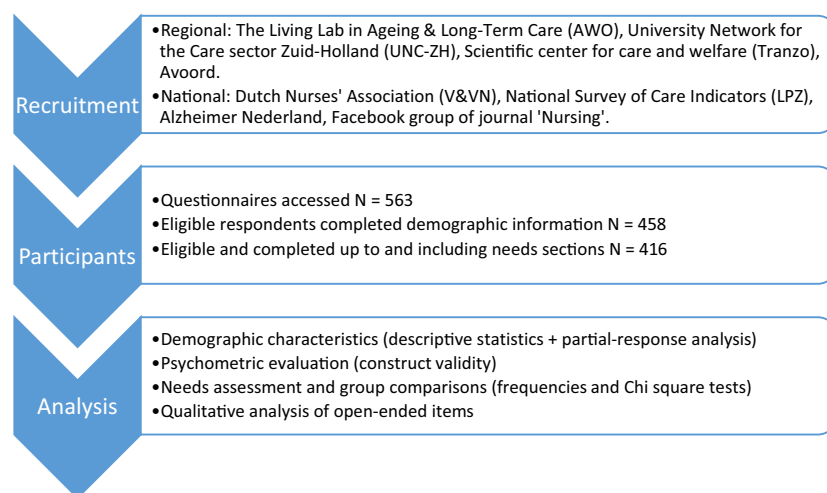 Recruitment
•Regional: The Living Lab in Ageing & Long-Term Care (AWO), University Network for
the Care sector Zuid-Holland (UNC-ZH), Scientific center for care and welfare (Tranzo),
Avoord.
•National: Dutch Nurses' Association (V&VN), National Survey of Care Indicators (LPZ),
Alzheimer Nederland, Facebook group of journal 'Nursing'.
Participants
•Questionnaires accessed N = 563
•Eligible respondents completed demographic information N = 458
•Eligible and completed up to and including needs sections N = 416
Analysis
•Demographic characteristics (descriptive statistics + partial-response analysis)
•Psychometric evaluation (construct validity)
•Needs assessment and group comparisons (frequencies and Chi square tests)
•Qualitative analysis of open-ended items